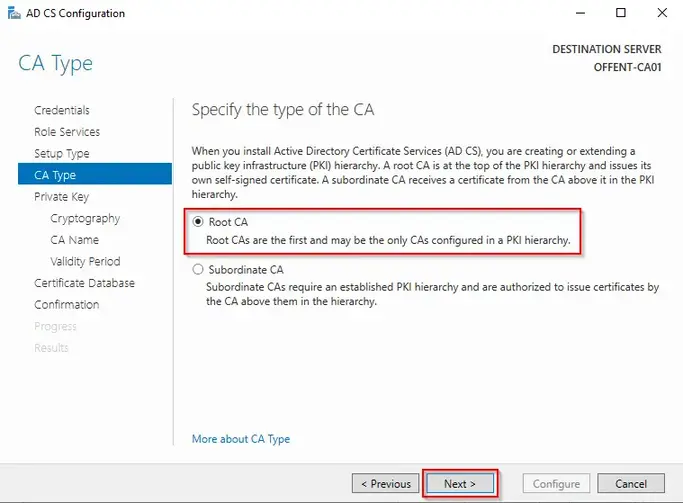 AD CS Configuration
CA Type
DESTINATION SERVER
OFFENT-CA01
Credentials
Role Services
Setup Type
CA Type
Private Key
Cryptography
CA Name
Validity Period
Certificate Database
Confirmation
Progress
Results
Specify the type of the CA
When you install Active Directory Certificate Services (AD CS), you are creating or extending a
public key infrastructure (PKI) hierarchy. A root CA is at the top of the PKI hierarchy and issues its
own self-signed certificate. A subordinate CA receives a certificate from the CA above it in the PKI
hierarchy.
Root CA
Root CAs are the first and may be the only CAs configured in a PKI hierarchy.
Subordinate CA
Subordinate CAs require an established PKI hierarchy and are authorized to issue certificates by
the CA above them in the hierarchy.
More about CA Type
< Previous
Next >
Configure
Cancel